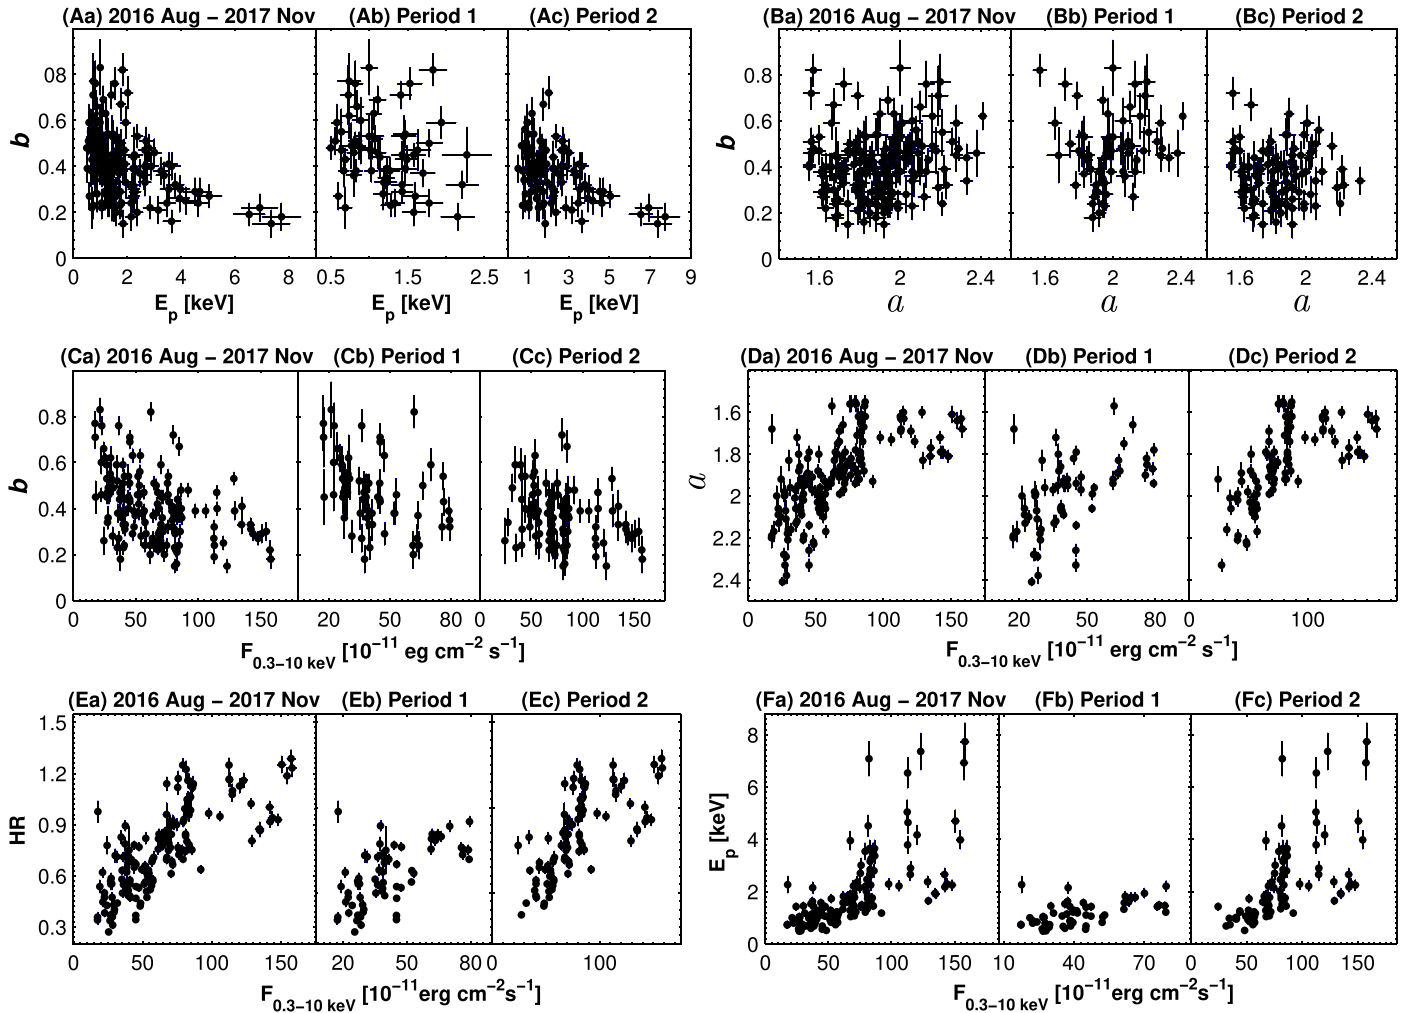 (Aa) 2016 Aug − 2017 Nov (Ab) Period 1 (Ac) Period 2
b
08
0.6
0.4
0.2
0
0 2 4 6 8 0.5 1.5 2.5 1 3 5 7 9
E_p [keV] E_p [keV] E_p [keV]
(Ba) 2016 Aug − 2017 Nov (Bb) Period 1 (Bc) Period 2
b
0.8
0.6
0.4
0.2
0
1.6 2 2.4 1.6 2 2.4 1.6 2 2.4
a a a
(Ca) 2016 Aug − 2017 Nov (Cb) Period 1 (Cc) Period 2
b
0.8
0.6
0.4
0.2
0
0 50 100 150 20 50 80 0 50 100 150
F_0.3−10 keV [10^−11 eg cm^−2 s^−1]
(Da) 2016 Aug − 2017 Nov (Db) Period 1 (Dc) Period 2
a
1.6
1.8
2
2.2
2.4
0 50 100 150 20 50 80 0 100
F_0.3−10 keV [10^−11 erg cm^−2 s^−1]
(Ea) 2016 Aug − 2017 Nov (Eb) Period 1 (Ec) Period 2
HR
1.5
1.2
0.9
0.6
0.3
0 50 100 150 20 50 80 0 100
F_0.3−10 keV [10^−11erg cm^−2s^−1]
(Fa) 2016 Aug − 2017 Nov (Fb) Period 1 (Fc) Period 2
E_p [keV]
8
6
4
2
0
0 50 100 150 10 40 70 0 50 100 150
F_0.3−10 keV [10^−11erg cm^−2s^−1]